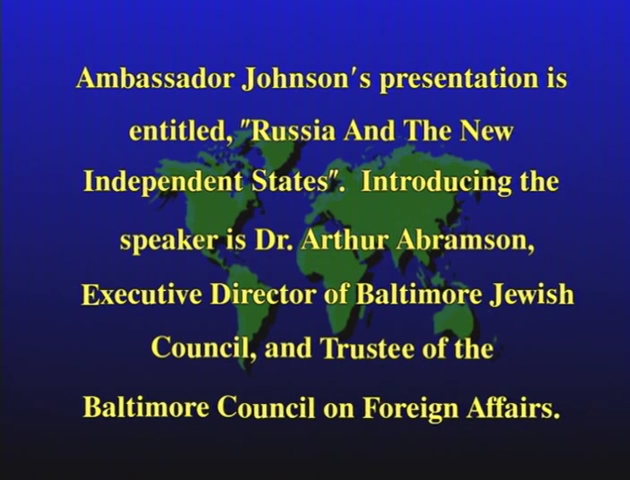 Ambassador Johnson's presentation is
entitled, "Russia And The New
Independent States". Introducing the
speaker is Dr. Arthur Abramson,
Executive Director of Baltimore Jewish
Council, and Trustee of the
Baltimore Council on Foreign Affairs.